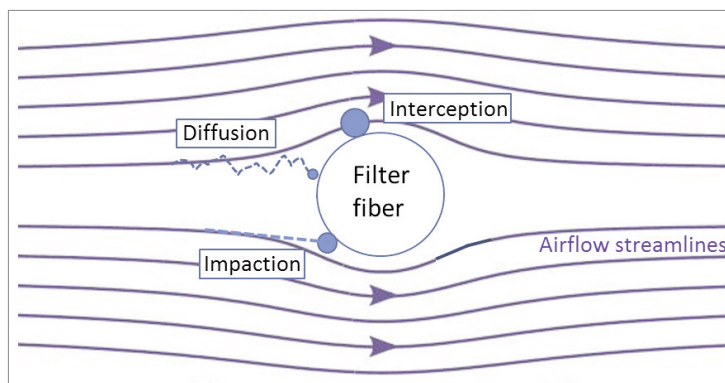 Interception
Diffusion
Filter
fiber
Airflow streamlines
Impaction